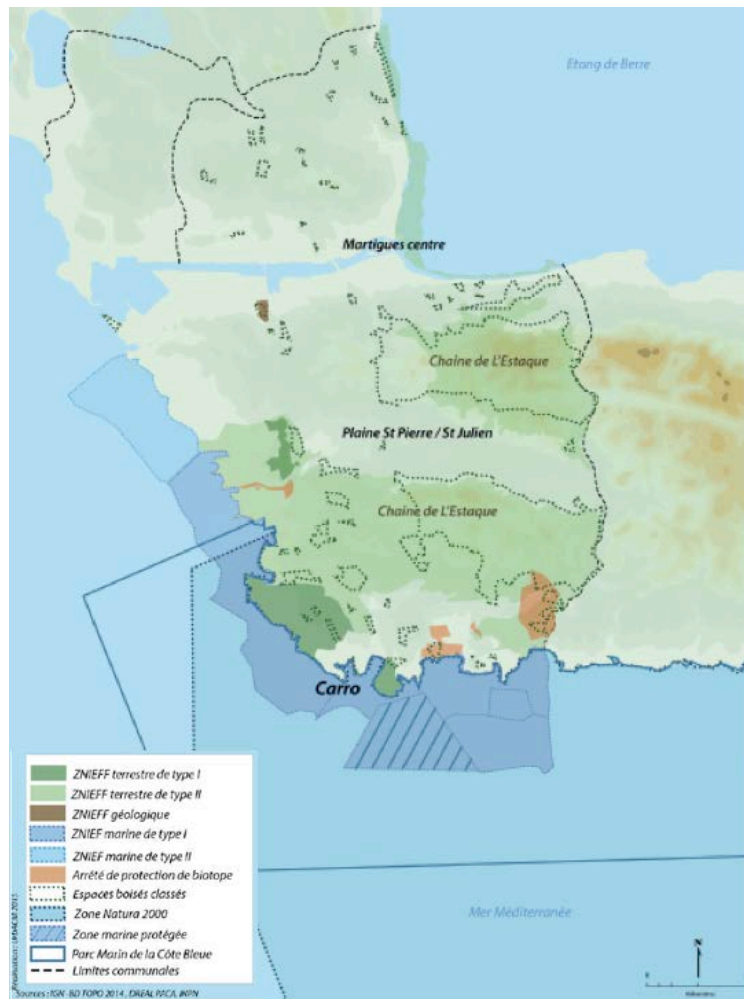 Etang de Berre
Martigues centre
Chaîne de L'Estaque
Plaine St Pierre / St Julien
Chaîne de L'Estaque
Carro
ZNIEFF terrestre de type I
ZNIEFF terrestre de type II
ZNIEFF géologique
ZNIEF marine de type I
ZNIEF marine de type II
Arrêté de protection de biotope
Espaces boisés classés
Zone Natura 2000
Zone marine protégée
Parc Marin de la Côte Bleue
Limites communales
Mer Méditerranée
N
Sources : IGN - BD TOPO 2014 , DREAL PACA, INPN